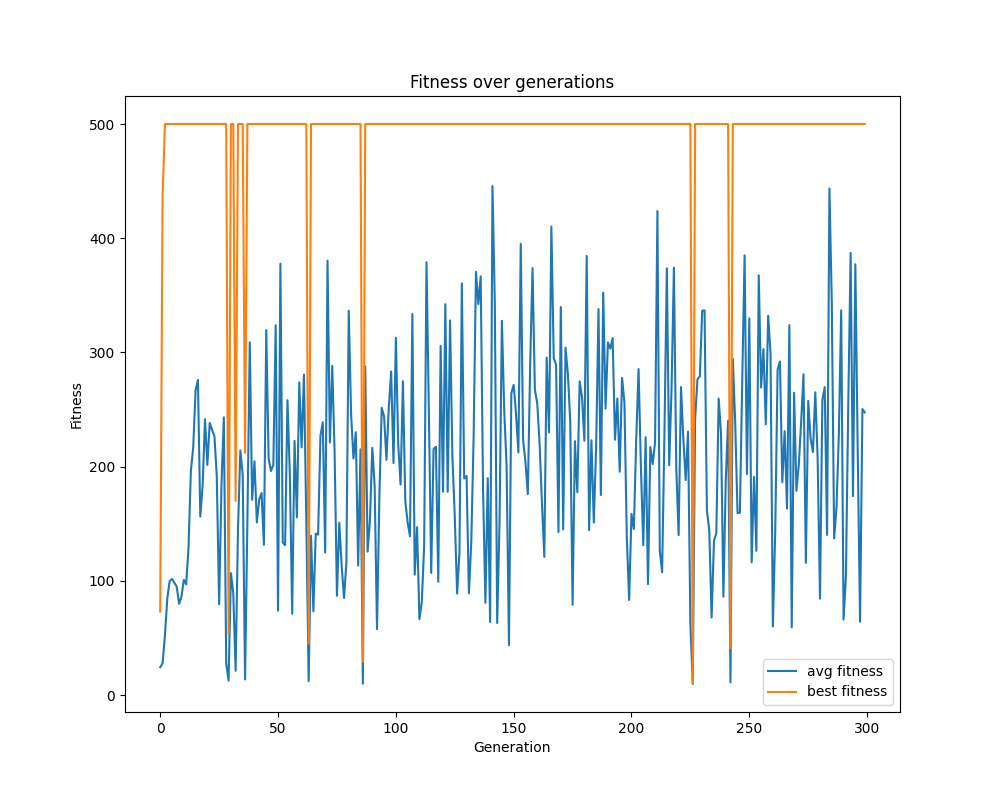 Fitness over generations
Fitness
500
400
300
200
100
0
0 50 100 150 200 250 300
Generation
avg fitness
best fitness